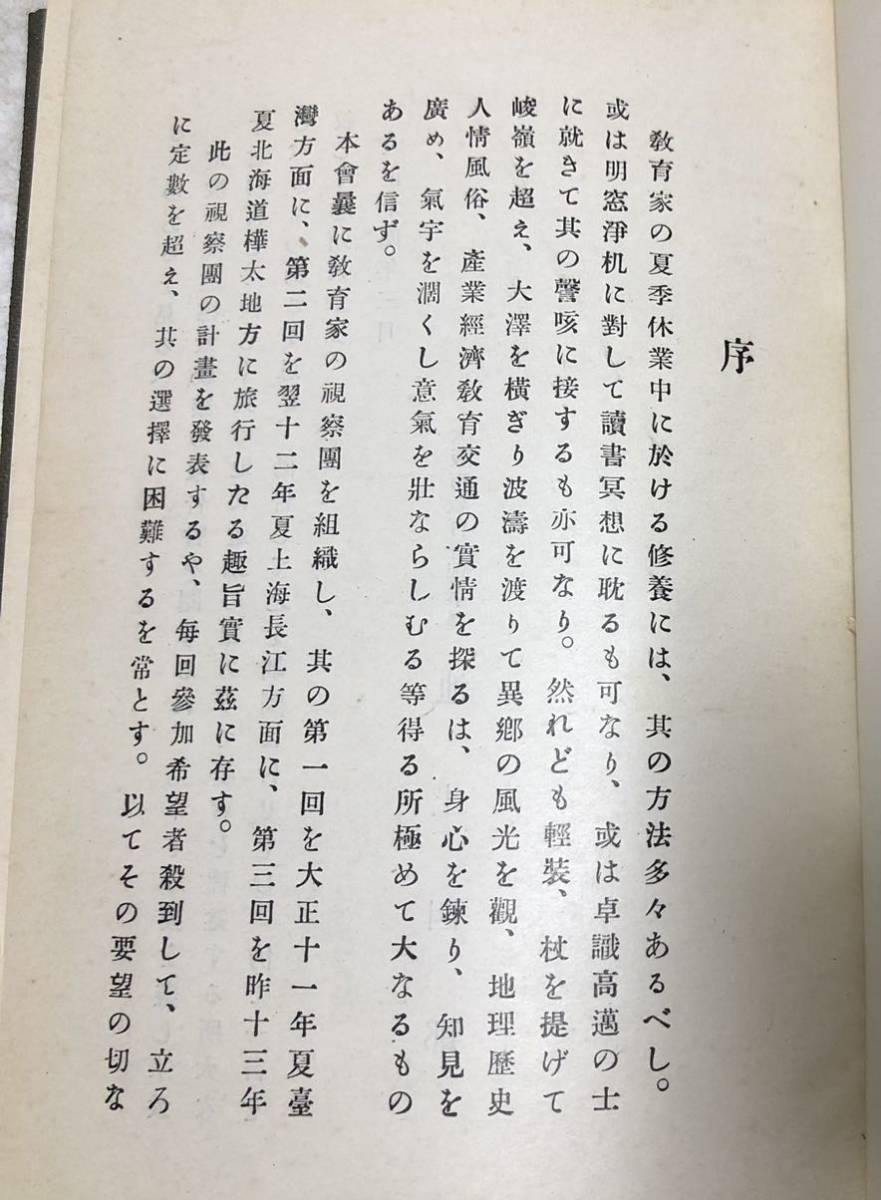 序
敎育家の夏季休業中に於ける修養には、其の方法多々あるべし。
或は明窓淨机に對して讀書冥想に耽るも可なり、或は卓識高邁の士
に就きて其の謦咳に接するも亦可なり。然れども輕裝、杖を提げて
峻嶺を超え、大澤を橫ぎり波濤を渡りて異鄕の風光を觀、地理歷史
人情風俗、產業經濟敎育交通の實情を探るは、身心を鍊り、知見を
廣め、氣宇を濶くし意氣を壯ならしむる等得る所極めて大なるもの
あるを信ず。
本會曩に敎育家の視察團を組織し、其の第一回を大正十一年夏臺
灣方面に、第二回を翌十二年夏上海長江方面に、第三回を昨十三年
夏北海道樺太地方に旅行したる趣旨實に茲に存す。
此の視察團の計畫を發表するや、每回參加希望者殺到して、立ろ
に定數を超え、其の選擇に困難するを常とす。以てその要望の切な